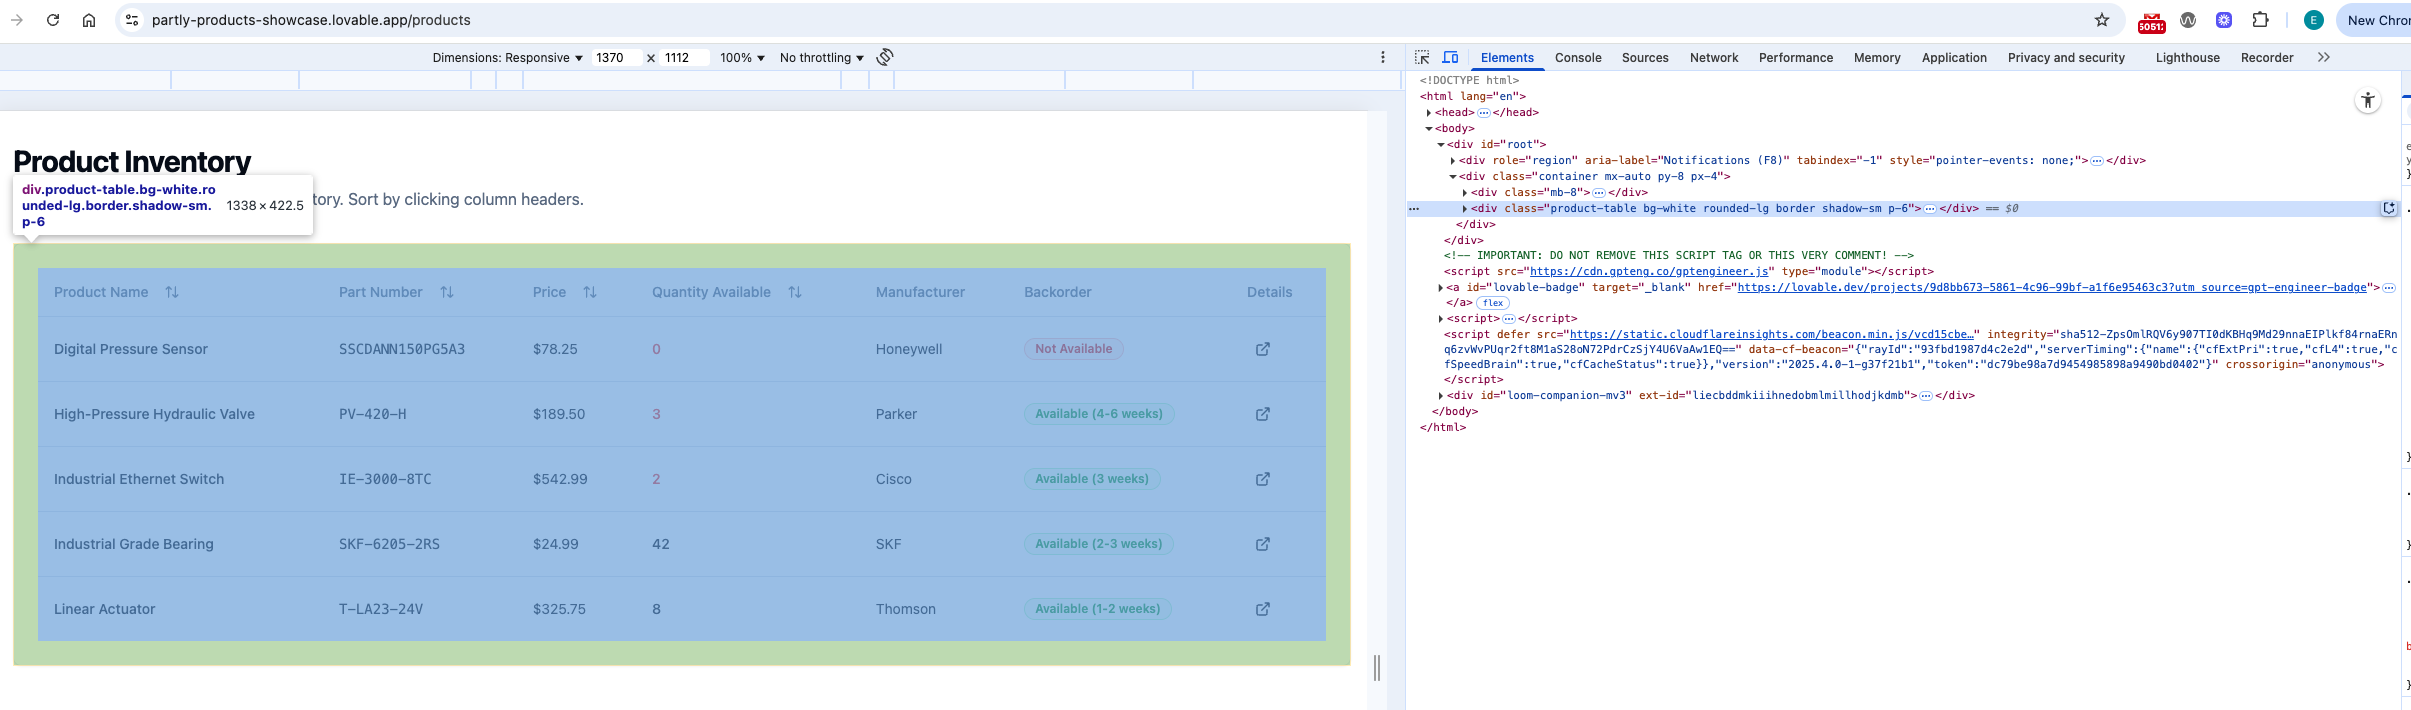 partly-products-showcase.lovable.app/products
50512
E
New Chror
Dimensions: Responsive 1370 x 1112 100% No throttling
Elements Console Sources Network Performance Memory Application Privacy and security Lighthouse Recorder
Product Inventory
div.product-table.bg-white.ro
unded-lg.border.shadow-sm.
p-6
1338 × 422.5
tory. Sort by clicking column headers.
Product Name Part Number Price Quantity Available Manufacturer Backorder Details
Digital Pressure Sensor SSCDANN150PG5A3 $78.25 0 Honeywell Not Available
High-Pressure Hydraulic Valve PV-420-H $189.50 3 Parker Available (4-6 weeks)
Industrial Ethernet Switch IE-3000-8TC $542.99 2 Cisco Available (3 weeks)
Industrial Grade Bearing SKF-6205-2RS $24.99 42 SKF Available (2-3 weeks)
Linear Actuator T-LA23-24V $325.75 8 Thomson Available (1-2 weeks)
<!DOCTYPE html>
<html lang="en">
<head> … </head>
<body>
<div id="root">
<div role="region" aria-label="Notifications (F8)" tabindex="-1" style="pointer-events: none;"> … </div>
<div class="container mx-auto py-8 px-4">
<div class="mb-8"> … </div>
<div class="product-table bg-white rounded-lg border shadow-sm p-6"> … </div> == $0
</div>
</div>
<!-- IMPORTANT: DO NOT REMOVE THIS SCRIPT TAG OR THIS VERY COMMENT! -->
<script src="https://cdn.gpteng.co/gptengineer.js" type="module"></script>
<a id="lovable-badge" target="_blank" href="https://lovable.dev/projects/9d8bb673-5861-4c96-99bf-a1f6e95463c3?utm_source=gpt-engineer-badge"> …
</a> flex
<script> … </script>
<script defer src="https://static.cloudflareinsights.com/beacon.min.js/vcd15cbe…" integrity="sha512-ZpsOmlRQV6y907TI0dKBHq9Md29nnaEIPlkf84rnaERn
q6zvWvPUqr2ft8M1aS28oN72PdrCzSjY4U6VaAw1EQ==" data-cf-beacon="{"rayId":"93fbd1987d4c2e2d","serverTiming":{"name":{"cfExtPri":true,"cfL4":true,"c
fSpeedBrain":true,"cfCacheStatus":true}},"version":"2025.4.0-1-g37f21b1","token":"dc79be98a7d9454985898a9490bd0402"}" crossorigin="anonymous">
</script>
<div id="loom-companion-mv3" ext-id="liecbddmkiiihnedobmlmillhodjkdmb"> … </div>
</body>
</html>